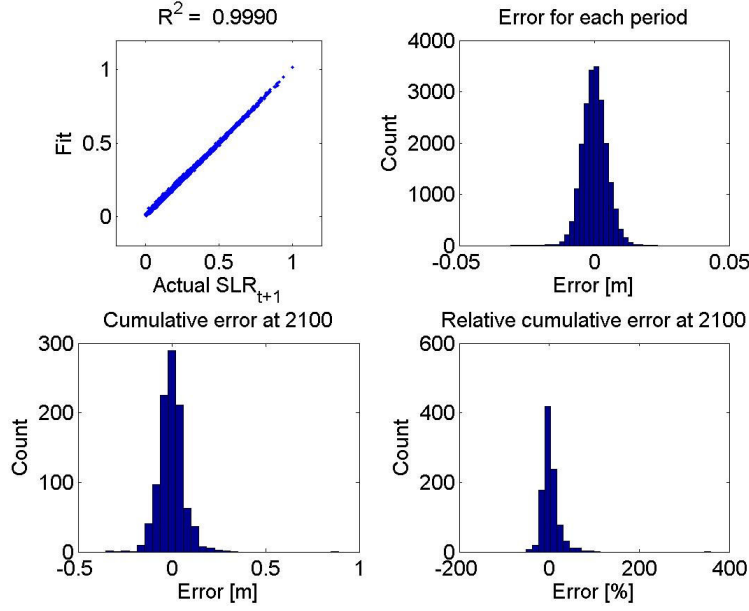 R² = 0.9990
1
0.5
0
Fit
0 0.5 1
Actual SLR_{t+1}
Error for each period
4000
3000
2000
1000
0
Count
-0.05 0 0.05
Error [m]
Cumulative error at 2100
300
200
100
0
Count
-0.5 0 0.5 1
Error [m]
Relative cumulative error at 2100
600
400
200
0
Count
-200 0 200 400
Error [%]